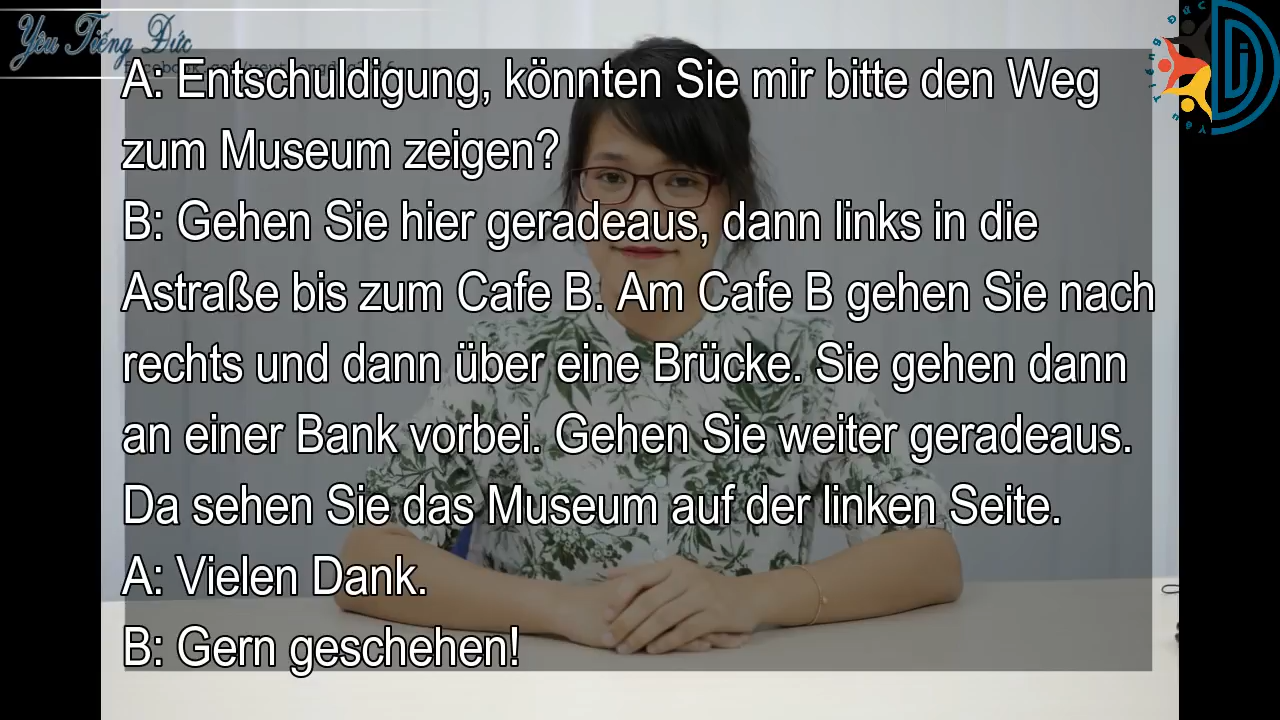 Yêu Tiếng Đức
A: Entschuldigung, könnten Sie mir bitte den Weg
zum Museum zeigen?
B: Gehen Sie hier geradeaus, dann links in die
Astraße bis zum Cafe B. Am Cafe B gehen Sie nach
rechts und dann über eine Brücke. Sie gehen dann
an einer Bank vorbei. Gehen Sie weiter geradeaus.
Da sehen Sie das Museum auf der linken Seite.
A: Vielen Dank.
B: Gern geschehen!
Yêu Tiếng Đức